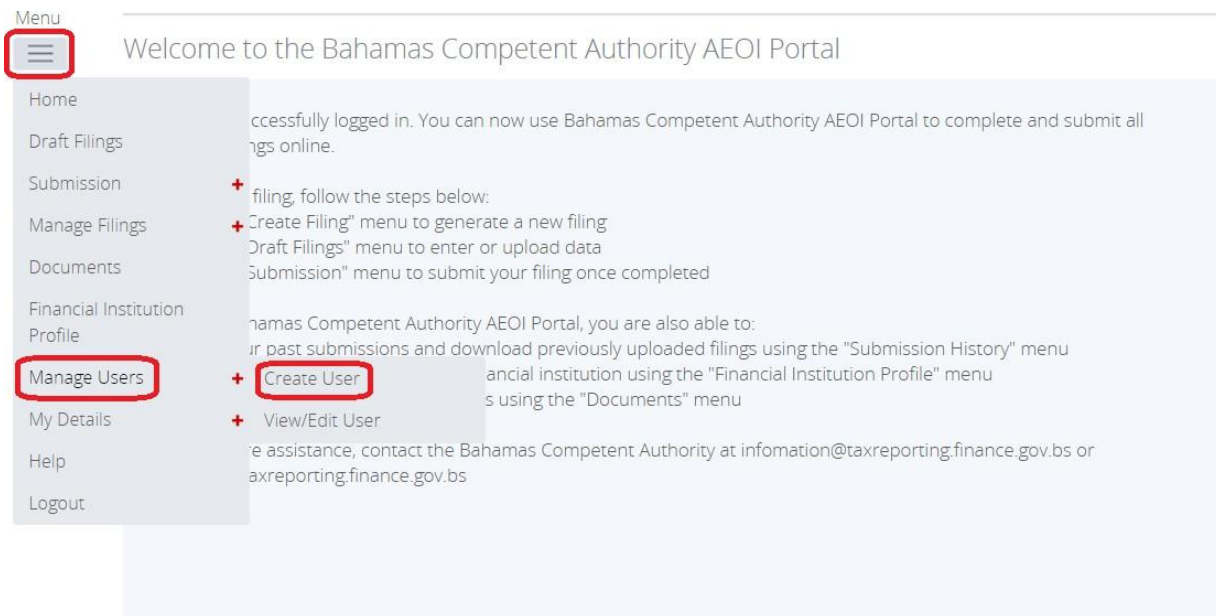 Menu
Welcome to the Bahamas Competent Authority AEOI Portal
Home
Draft Filings
Submission
Manage Filings
Documents
Financial Institution
Profile
Manage Users
My Details
Help
Logout
Create User
View/Edit User
ccessfully logged in. You can now use Bahamas Competent Authority AEOI Portal to complete and submit all
ngs online.
filing, follow the steps below:
Create Filing" menu to generate a new filing
Draft Filings" menu to enter or upload data
Submission" menu to submit your filing once completed
hamas Competent Authority AEOI Portal, you are also able to:
ur past submissions and download previously uploaded filings using the "Submission History" menu
ancial institution using the "Financial Institution Profile" menu
s using the "Documents" menu
re assistance, contact the Bahamas Competent Authority at infomation@taxreporting.finance.gov.bs or
axreporting.finance.gov.bs